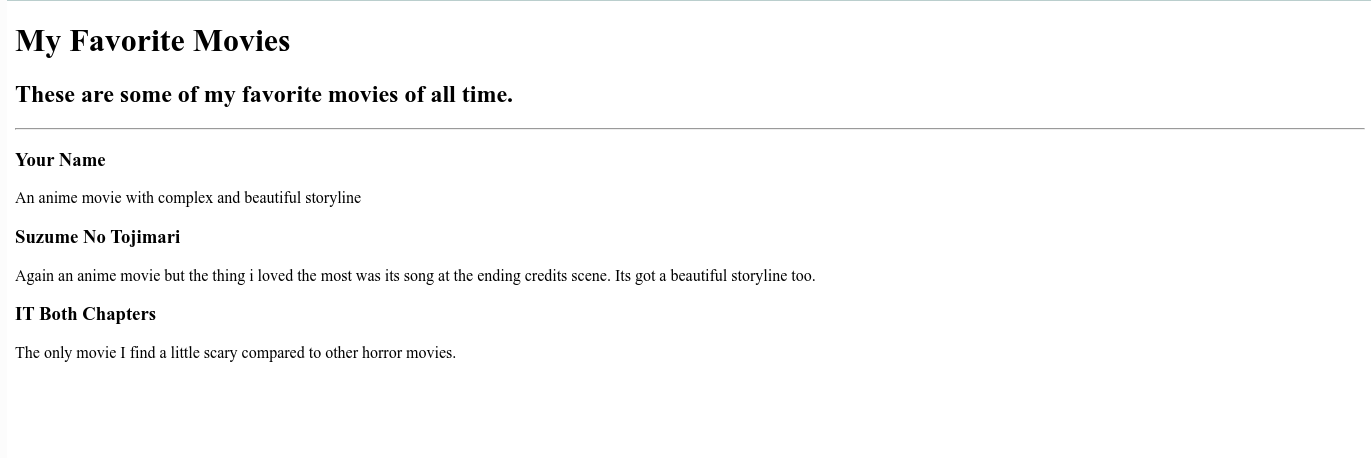 My Favorite Movies
These are some of my favorite movies of all time.
Your Name
An anime movie with complex and beautiful storyline
Suzume No Tojimari
Again an anime movie but the thing i loved the most was its song at the ending credits scene. Its got a beautiful storyline too.
IT Both Chapters
The only movie I find a little scary compared to other horror movies.